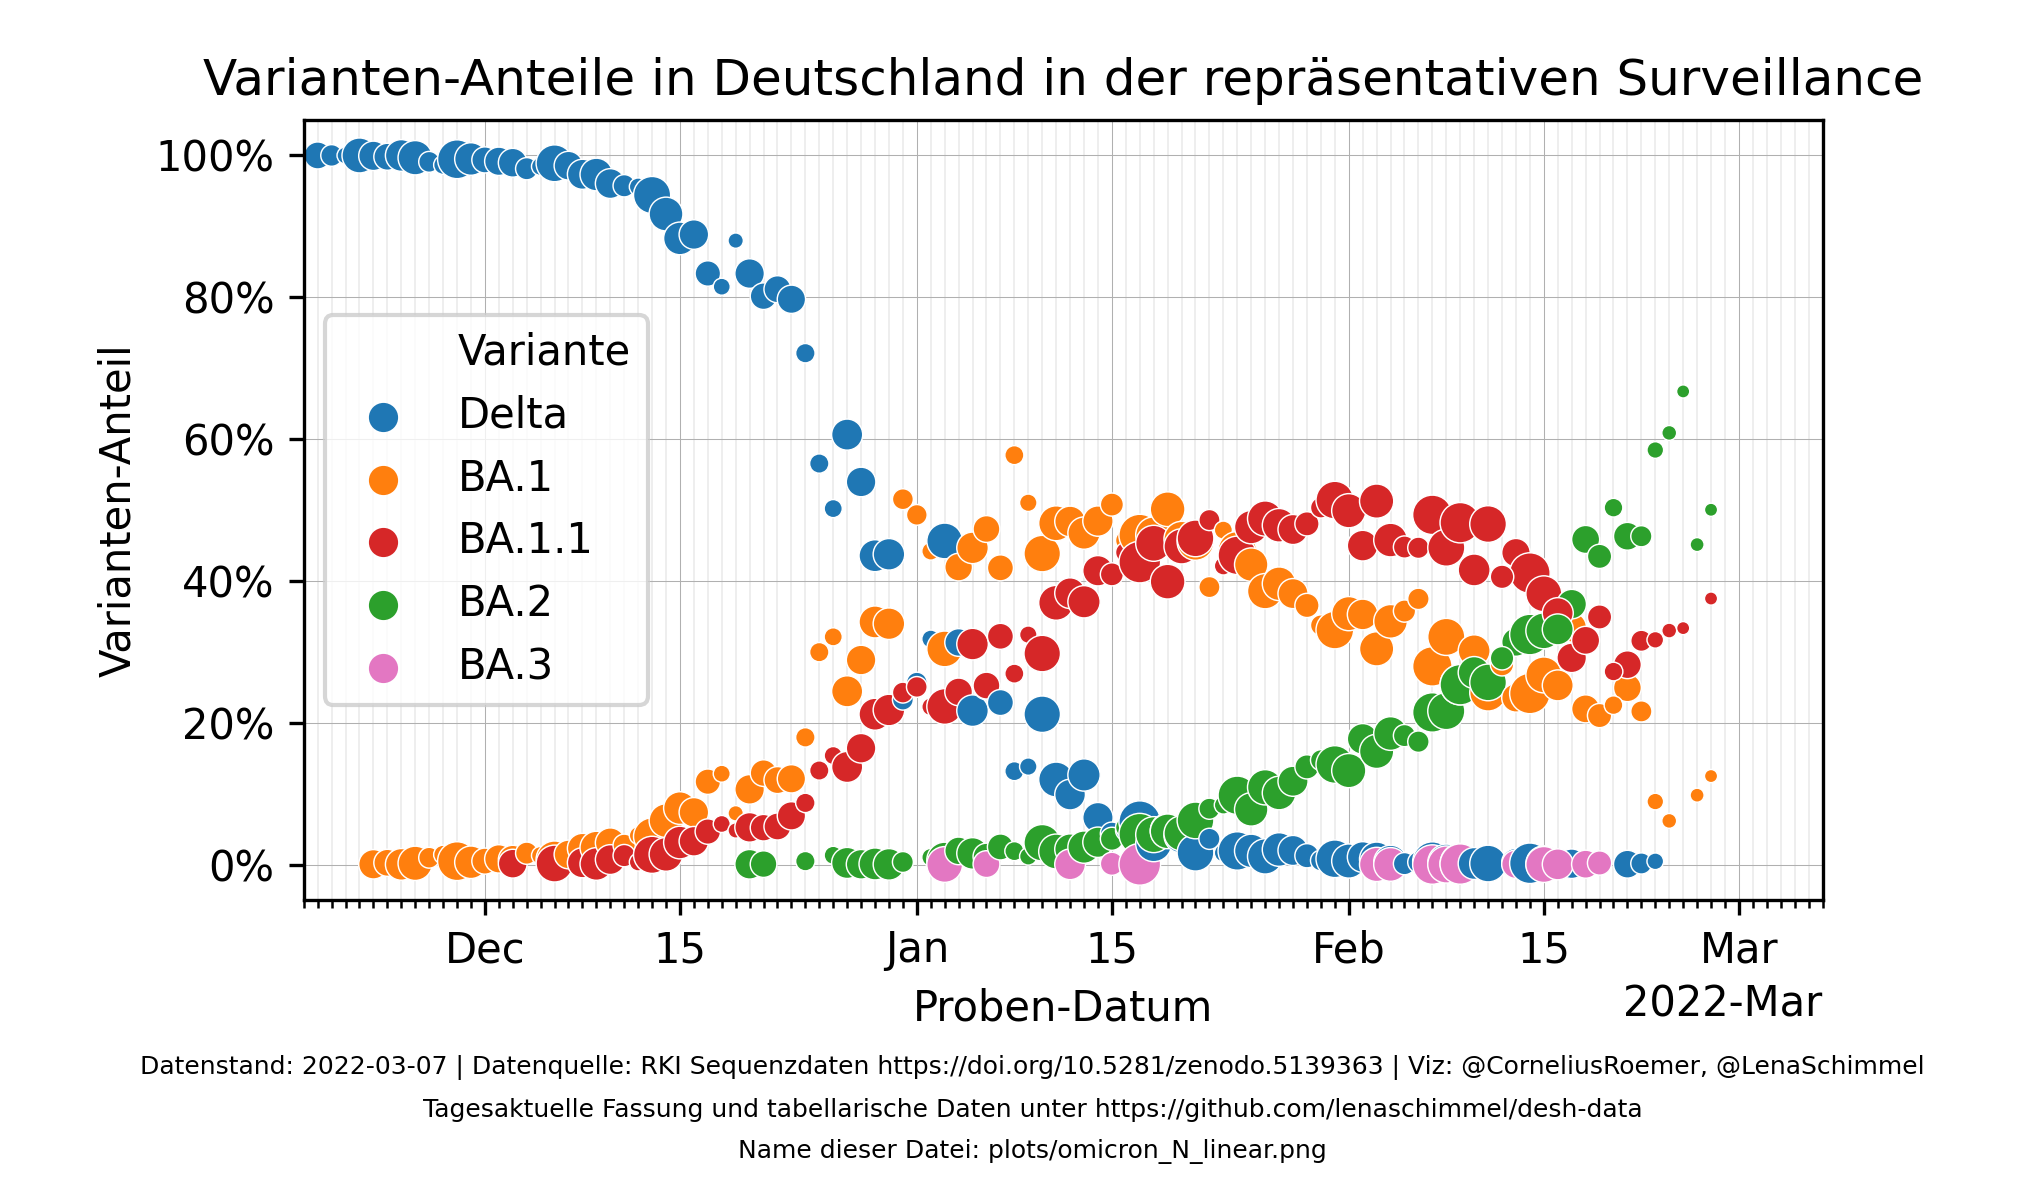 Varianten-Anteile in Deutschland in der repräsentativen Surveillance
Varianten-Anteil
100%
80%
60%
40%
20%
0%
Variante
Delta
BA.1
BA.1.1
BA.2
BA.3
Dec 15 Jan 15 Feb 15 Mar
2022-Mar
Proben-Datum
Datenstand: 2022-03-07 | Datenquelle: RKI Sequenzdaten https://doi.org/10.5281/zenodo.5139363 | Viz: @CorneliusRoemer, @LenaSchimmel
Tagesaktuelle Fassung und tabellarische Daten unter https://github.com/lenaschimmel/desh-data
Name dieser Datei: plots/omicron_N_linear.png